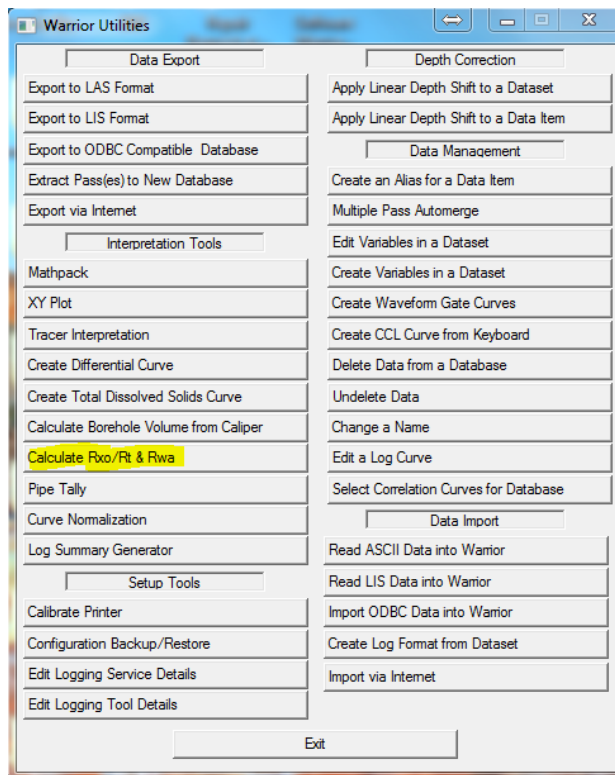 Warrior Utilities
Data Export
Export to LAS Format
Export to LIS Format
Export to ODBC Compatible Database
Extract Pass(es) to New Database
Export via Internet
Interpretation Tools
Mathpack
XY Plot
Tracer Interpretation
Create Differential Curve
Create Total Dissolved Solids Curve
Calculate Borehole Volume from Caliper
Calculate Rxo/Rt & Rwa
Pipe Tally
Curve Normalization
Log Summary Generator
Setup Tools
Calibrate Printer
Configuration Backup/Restore
Edit Logging Service Details
Edit Logging Tool Details
Depth Correction
Apply Linear Depth Shift to a Dataset
Apply Linear Depth Shift to a Data Item
Data Management
Create an Alias for a Data Item
Multiple Pass Automerge
Edit Variables in a Dataset
Create Variables in a Dataset
Create Waveform Gate Curves
Create CCL Curve from Keyboard
Delete Data from a Database
Undelete Data
Change a Name
Edit a Log Curve
Select Correlation Curves for Database
Data Import
Read ASCII Data into Warrior
Read LIS Data into Warrior
Import ODBC Data into Warrior
Create Log Format from Dataset
Import via Internet
Exit